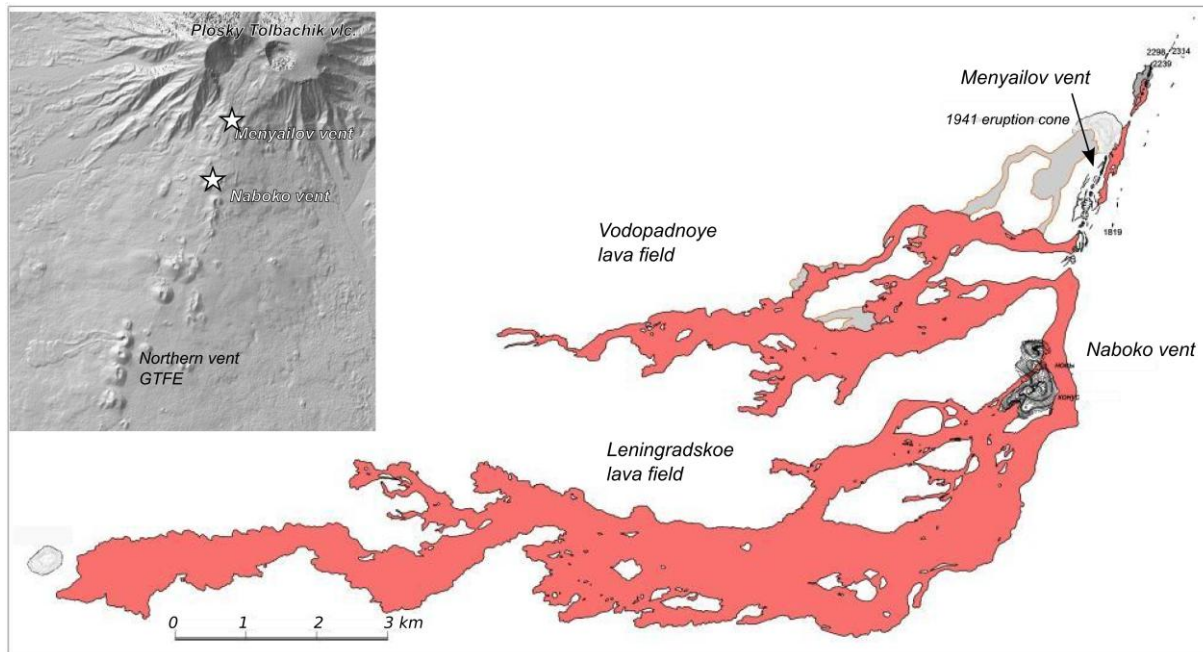 Plosky Tolbachik vlc.
Menyailov vent
Naboko vent
Northern vent
GTFE
2298 2314
2239
Menyailov vent
1941 eruption cone
1819
Vodopadnoye
lava field
Naboko vent
конус
Leningradskoe
lava field
0 1 2 3 km